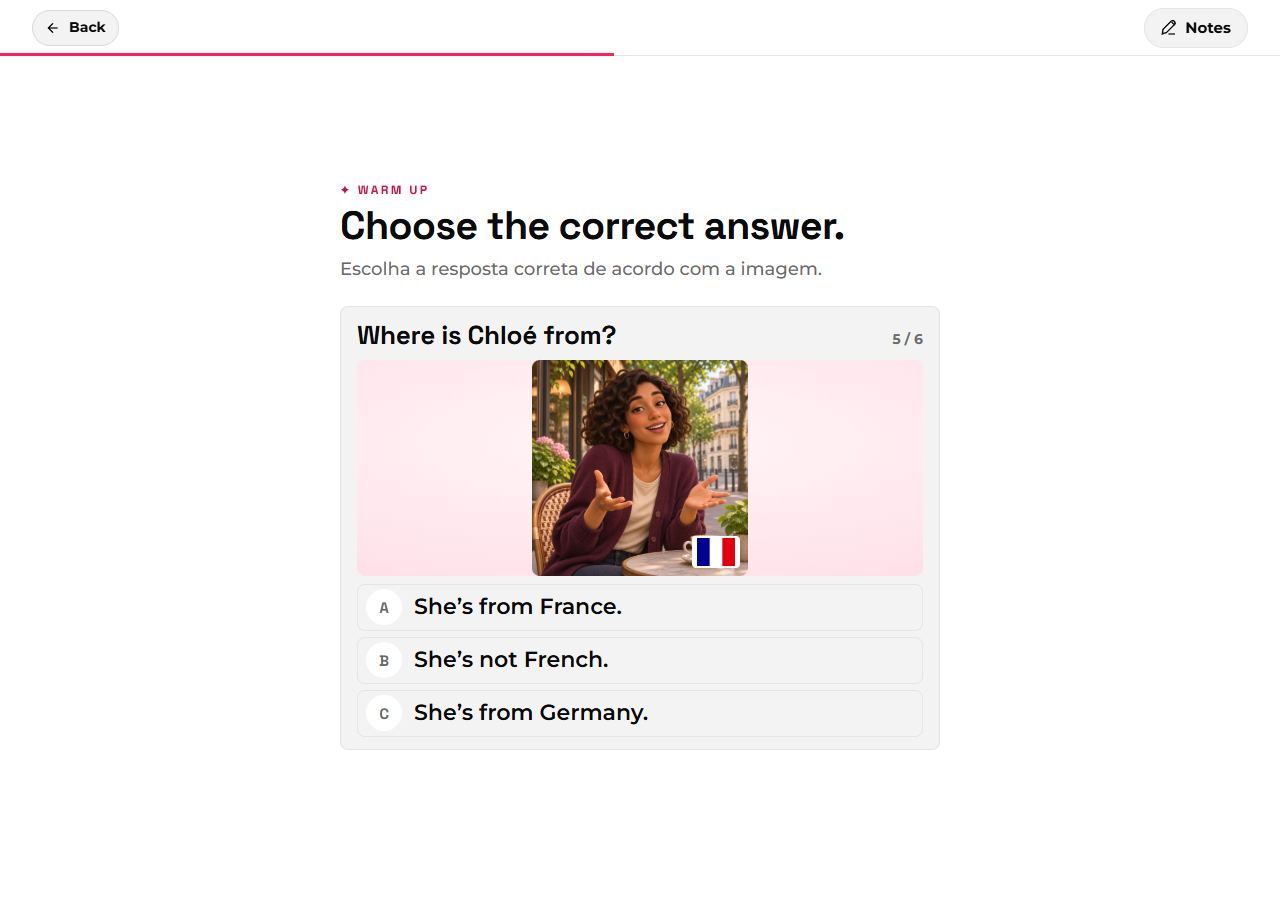 Back
Notes
✦ WARM UP
Choose the correct answer.
Escolha a resposta correta de acordo com a imagem.
Where is Chloé from?
5 / 6
A She’s from France.
B She’s not French.
C She’s from Germany.